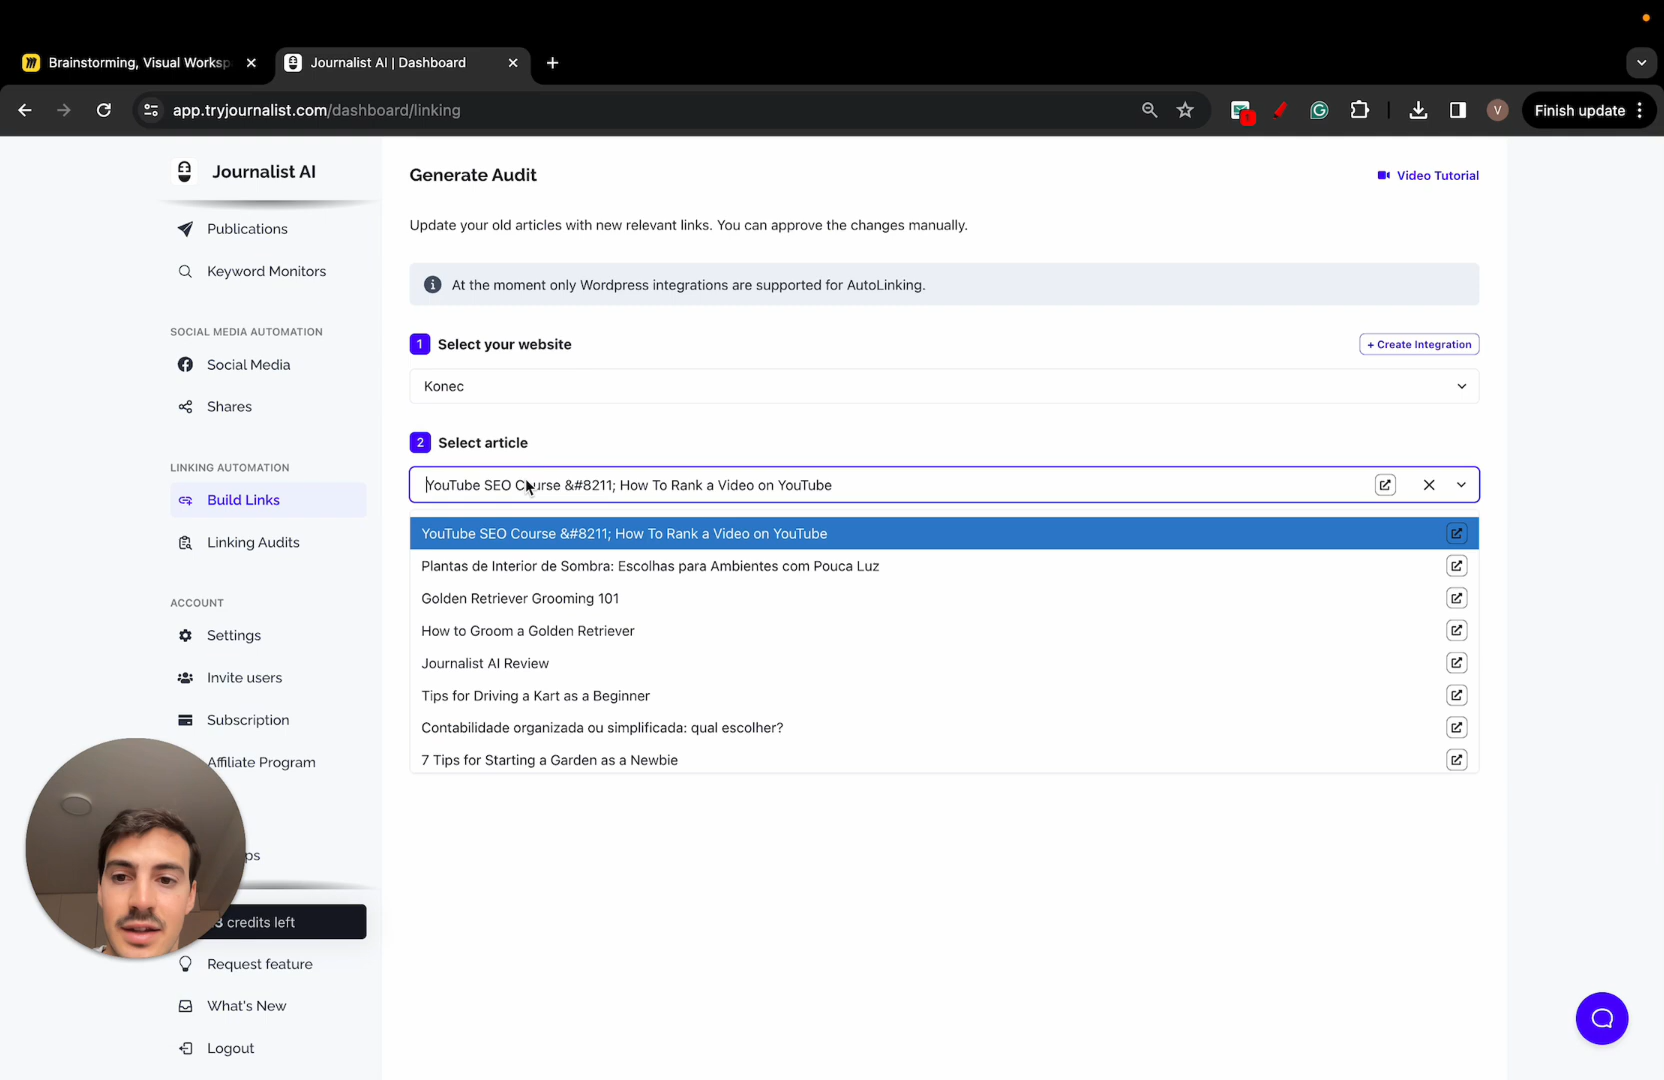 Brainstorming, Visual Worksp
Journalist AI | Dashboard
app.tryjournalist.com/dashboard/linking
1
V
Finish update
Journalist AI
Publications
Keyword Monitors
SOCIAL MEDIA AUTOMATION
Social Media
Shares
LINKING AUTOMATION
Build Links
Linking Audits
ACCOUNT
Settings
Invite users
Subscription
Affiliate Program
credits left
Request feature
What's New
Logout
Generate Audit
Video Tutorial
Update your old articles with new relevant links. You can approve the changes manually.
At the moment only Wordpress integrations are supported for AutoLinking.
1 Select your website
+ Create Integration
Konec
2 Select article
YouTube SEO Course &#8211; How To Rank a Video on YouTube
YouTube SEO Course &#8211; How To Rank a Video on YouTube
Plantas de Interior de Sombra: Escolhas para Ambientes com Pouca Luz
Golden Retriever Grooming 101
How to Groom a Golden Retriever
Journalist AI Review
Tips for Driving a Kart as a Beginner
Contabilidade organizada ou simplificada: qual escolher?
7 Tips for Starting a Garden as a Newbie